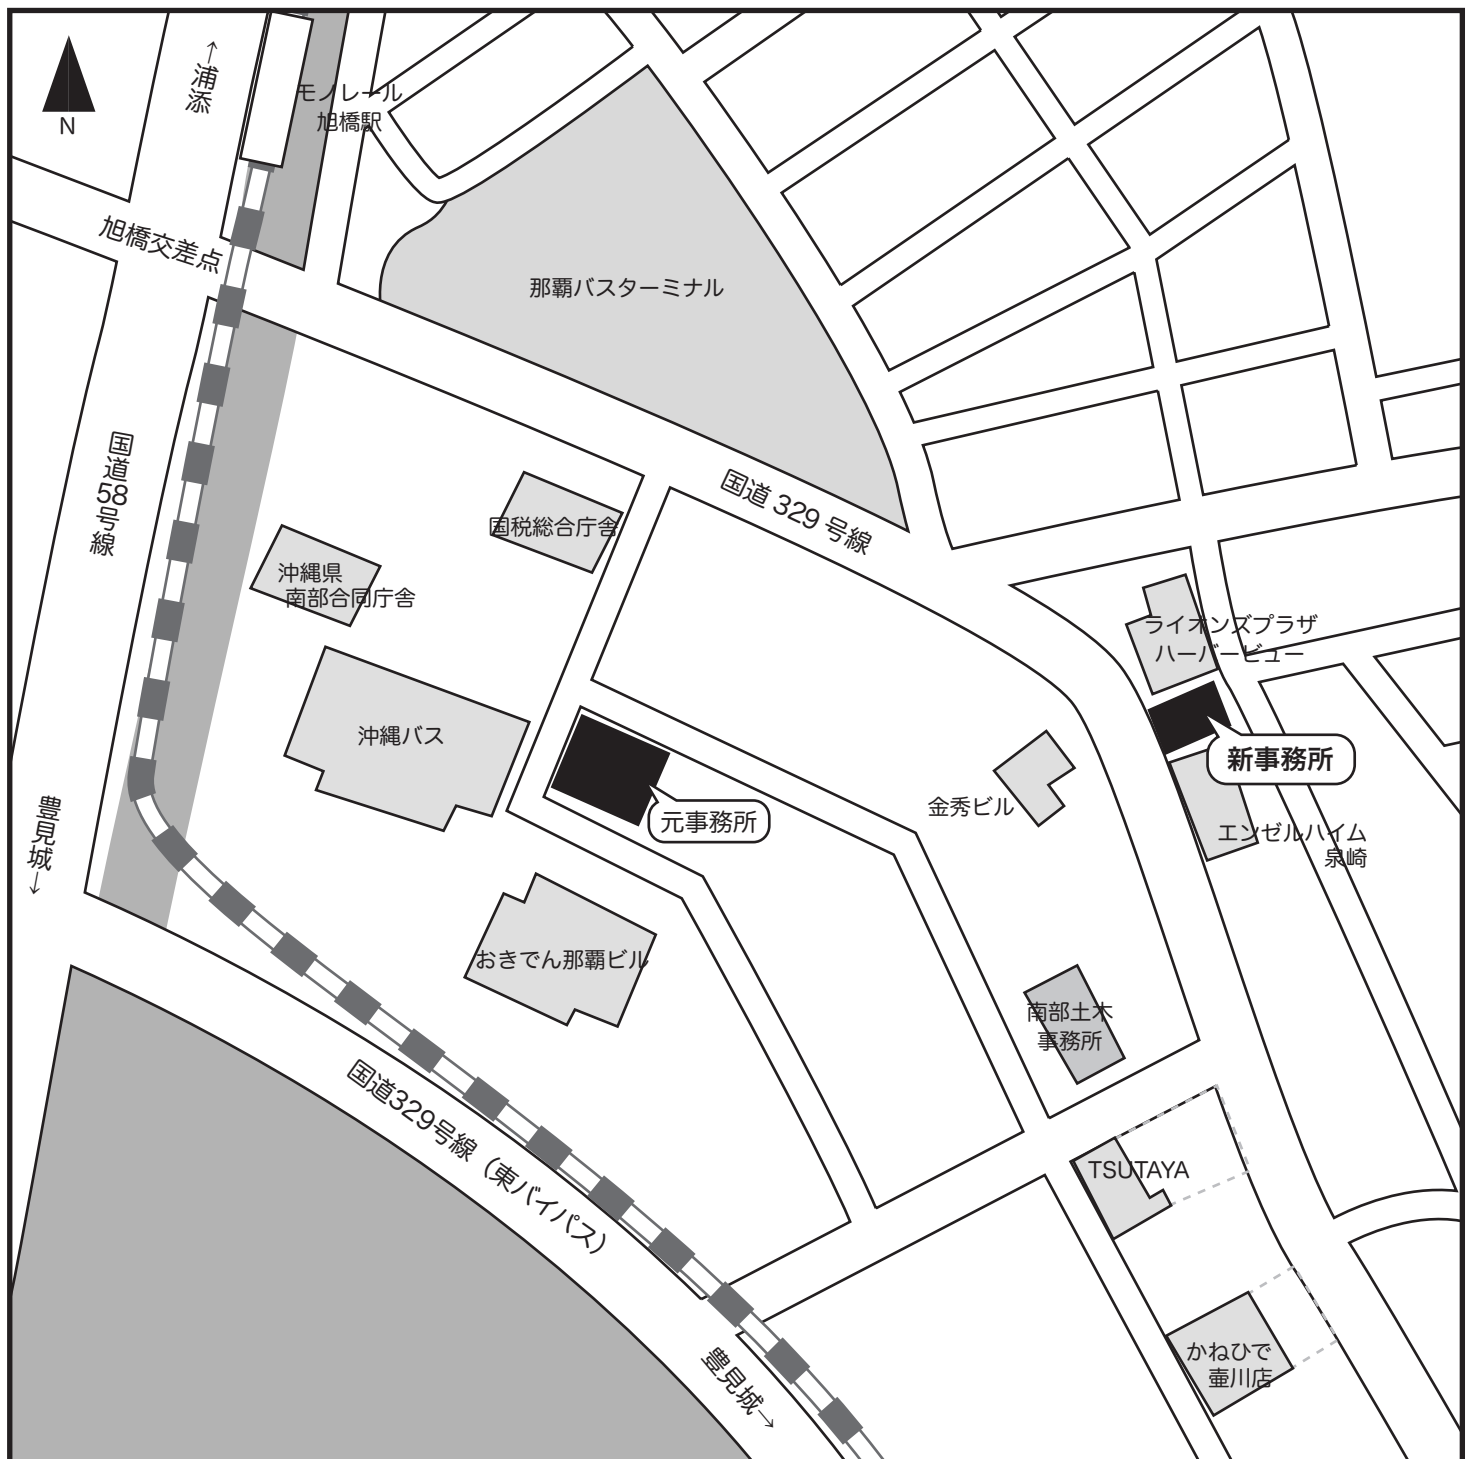 ←浦添
N
モノレール
旭橋駅
旭橋交差点
那覇バスターミナル
国道58号線
国道 329 号線
国税総合庁舎
沖縄県
南部合同庁舎
ライオンズプラザ
ハーバービュー
沖縄バス
新事務所
豊見城→
元事務所
金秀ビル
エンゼルハイム
泉崎
おきでん那覇ビル
南部土木
事務所
国道329号線（東バイパス）
TSUTAYA
豊見城→
かねひで
壷川店